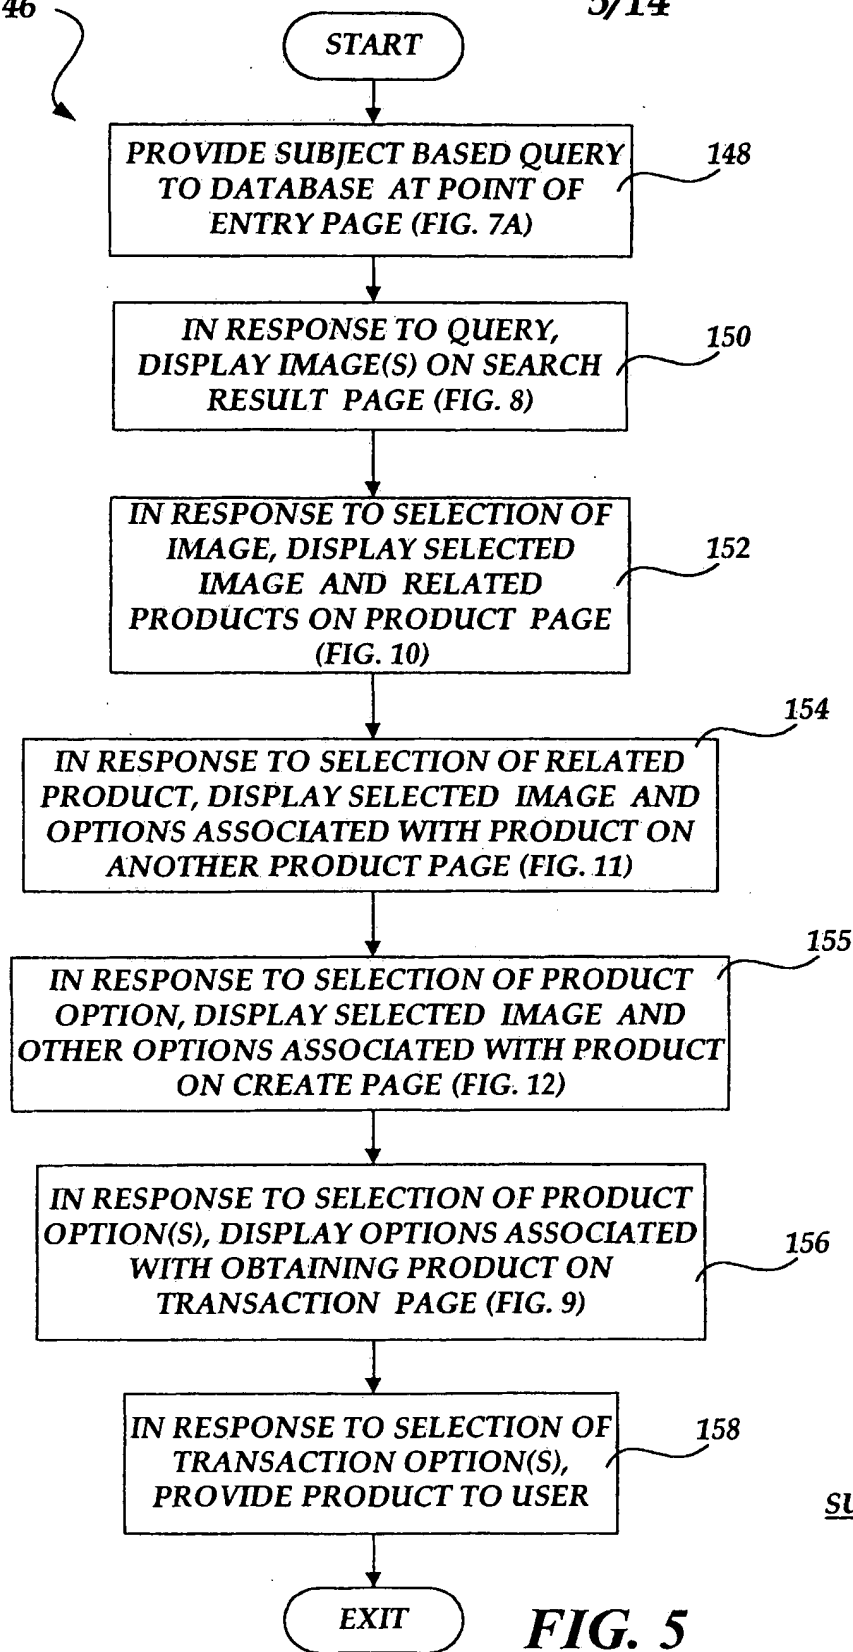 46
5/14
START
PROVIDE SUBJECT BASED QUERY
TO DATABASE AT POINT OF
ENTRY PAGE (FIG. 7A)
148
IN RESPONSE TO QUERY,
DISPLAY IMAGE(S) ON SEARCH
RESULT PAGE (FIG. 8)
150
IN RESPONSE TO SELECTION OF
IMAGE, DISPLAY SELECTED
IMAGE AND RELATED
PRODUCTS ON PRODUCT PAGE
(FIG. 10)
152
154
IN RESPONSE TO SELECTION OF RELATED
PRODUCT, DISPLAY SELECTED IMAGE AND
OPTIONS ASSOCIATED WITH PRODUCT ON
ANOTHER PRODUCT PAGE (FIG. 11)
155
IN RESPONSE TO SELECTION OF PRODUCT
OPTION, DISPLAY SELECTED IMAGE AND
OTHER OPTIONS ASSOCIATED WITH PRODUCT
ON CREATE PAGE (FIG. 12)
IN RESPONSE TO SELECTION OF PRODUCT
OPTION(S), DISPLAY OPTIONS ASSOCIATED
WITH OBTAINING PRODUCT ON
TRANSACTION PAGE (FIG. 9)
156
IN RESPONSE TO SELECTION OF
TRANSACTION OPTION(S),
PROVIDE PRODUCT TO USER
158
SU
EXIT
FIG. 5